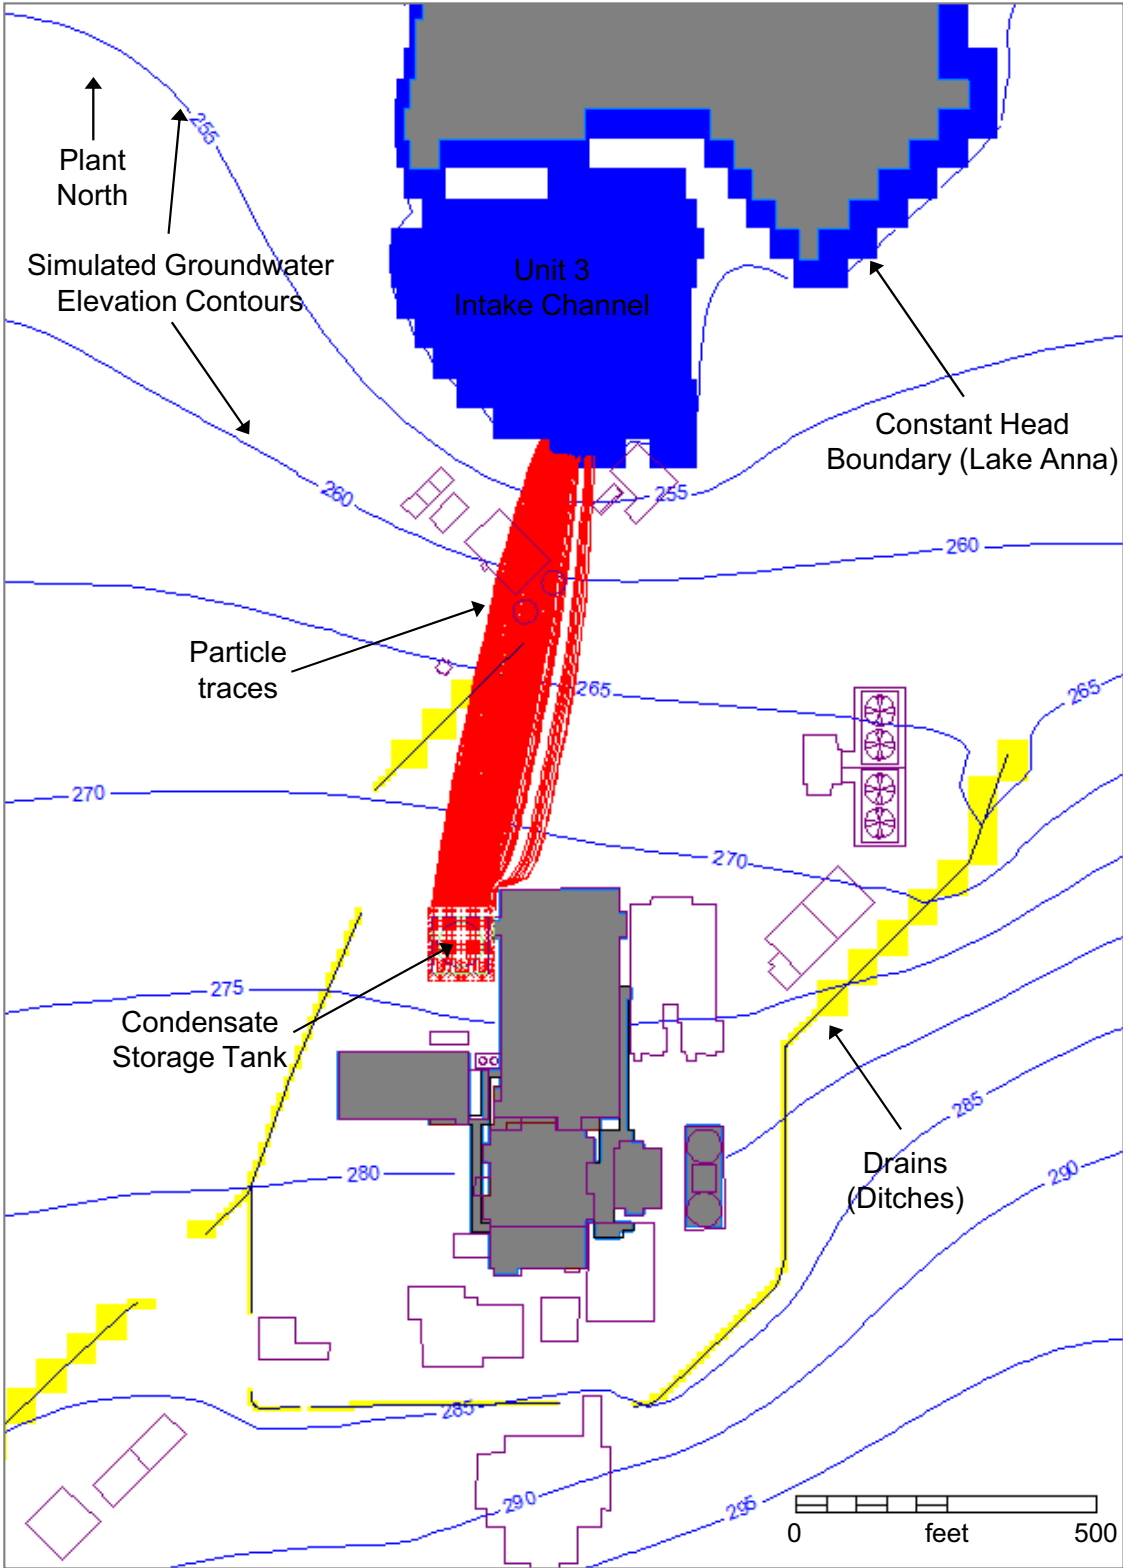 255
Plant
North
Simulated Groundwater
Elevation Contours
Unit 3
Intake Channel
Constant Head
Boundary (Lake Anna)
260
255
260
Particle
traces
265
265
270
270
275
Condensate
Storage Tank
285
280
Drains
(Ditches)
290
285
290
295
0 feet 500